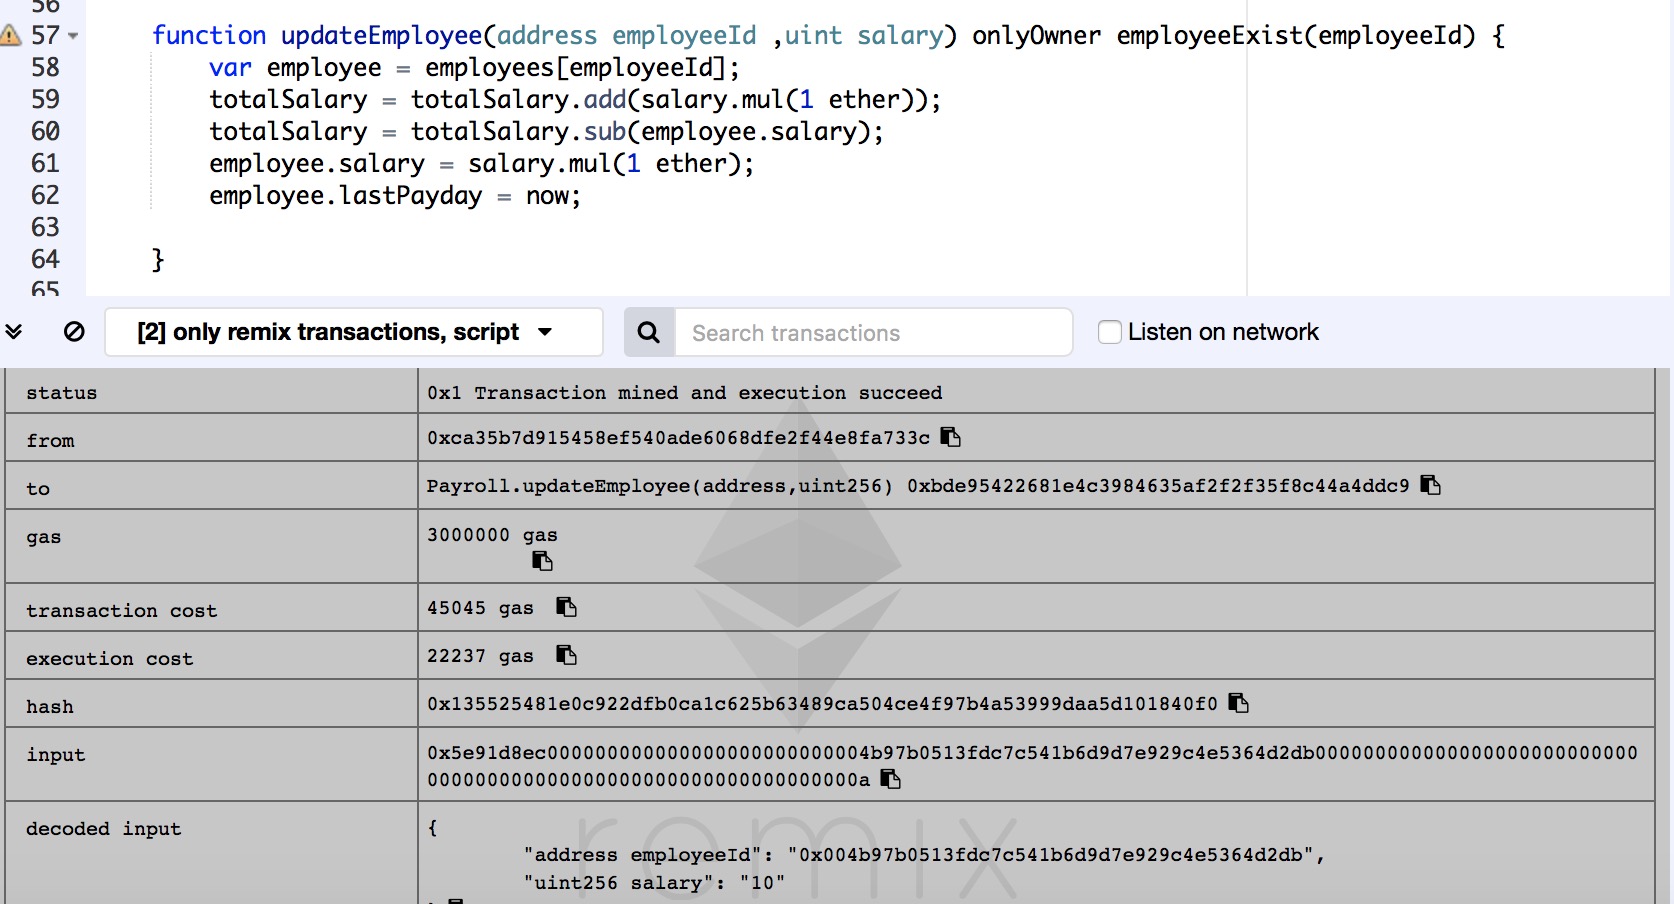 56
57 function updateEmployee(address employeeId ,uint salary) onlyOwner employeeExist(employeeId) {
58 var employee = employees[employeeId];
59 totalSalary = totalSalary.add(salary.mul(1 ether));
60 totalSalary = totalSalary.sub(employee.salary);
61 employee.salary = salary.mul(1 ether);
62 employee.lastPayday = now;
63
64 }
65
[2] only remix transactions, script Search transactions Listen on network
status 0x1 Transaction mined and execution succeed
from 0xca35b7d915458ef540ade6068dfe2f44e8fa733c
to Payroll.updateEmployee(address,uint256) 0xbde95422681e4c3984635af2f2f35f8c44a4ddc9
gas 3000000 gas
transaction cost 45045 gas
execution cost 22237 gas
hash 0x135525481e0c922dfb0ca1c625b63489ca504ce4f97b4a53999daa5d101840f0
input 0x5e91d8ec000000000000000000000000004b97b0513fdc7c541b6d9d7e929c4e5364d2db000000000000000000000000000
0000000000000000000000000000000000000a
decoded input {
"address employeeId": "0x004b97b0513fdc7c541b6d9d7e929c4e5364d2db",
"uint256 salary": "10"
remix